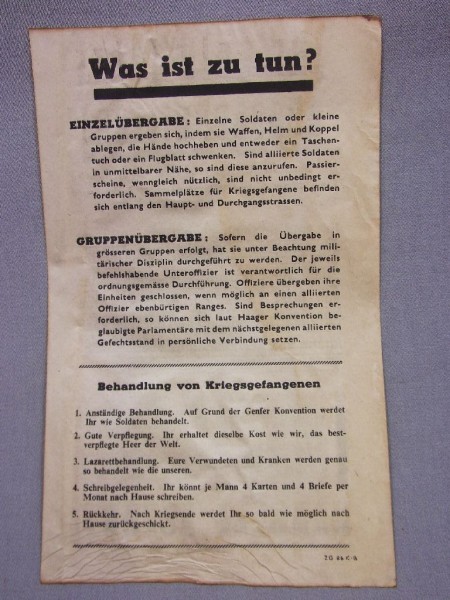 Was ist zu tun?
EINZELÜBERGABE: Einzelne Soldaten oder kleine
Gruppen ergeben sich, indem sie Waffen, Helm und Koppel
ablegen, die Hände hochheben und entweder ein Taschen-
tuch oder ein Flugblatt schwenken. Sind alliierte Soldaten
in unmittelbarer Nähe, so sind diese anzurufen. Passier-
scheine, wenngleich nützlich, sind nicht unbedingt er-
forderlich. Sammelplätze für Kriegsgefangene befinden
sich entlang den Haupt- und Durchgangsstrassen.
GRUPPENÜBERGABE: Sofern die Übergabe in
grösseren Gruppen erfolgt, hat sie unter Beachtung mili-
tärischer Disziplin durchgeführt zu werden. Der jeweils
befehlshabende Unteroffizier ist verantwortlich für die
ordnungsgemässe Durchführung. Offiziere übergeben ihre
Einheiten geschlossen, wenn möglich an einen alliierten
Offizier ebenbürtigen Ranges. Sind Besprechungen er-
forderlich, so können sich laut Haager Konvention be-
glaubigte Parlamentäre mit dem nächstgelegenen alliierten
Gefechtsstand in persönliche Verbindung setzen.
Behandlung von Kriegsgefangenen
1. Anständige Behandlung. Auf Grund der Genfer Konvention werdet
Ihr wie Soldaten behandelt.
2. Gute Verpflegung. Ihr erhaltet dieselbe Kost wie wir, das best-
verpflegte Heer der Welt.
3. Lazarettbehandlung. Eure Verwundeten und Kranken werden genau
so behandelt wie die unseren.
4. Schreibgelegenheit. Ihr könnt je Mann 4 Karten und 4 Briefe per
Monat nach Hause schreiben.
5. Rückkehr. Nach Kriegsende werdet Ihr so bald wie möglich nach
Hause zurückgeschickt.